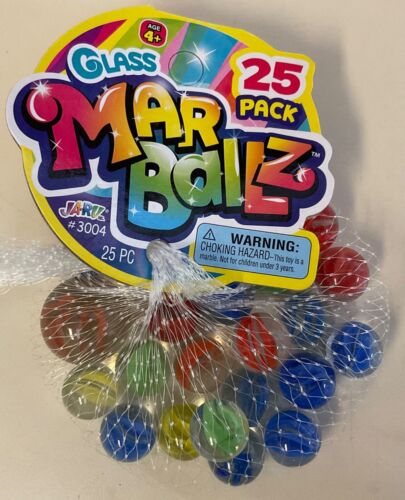 AGE
4+
GLASS
25
PACK
MAR
BALLZ™
JA-RU
#3004
25 PC
WARNING:
CHOKING HAZARD-This toy is a
marble. Not for children under 3 years.